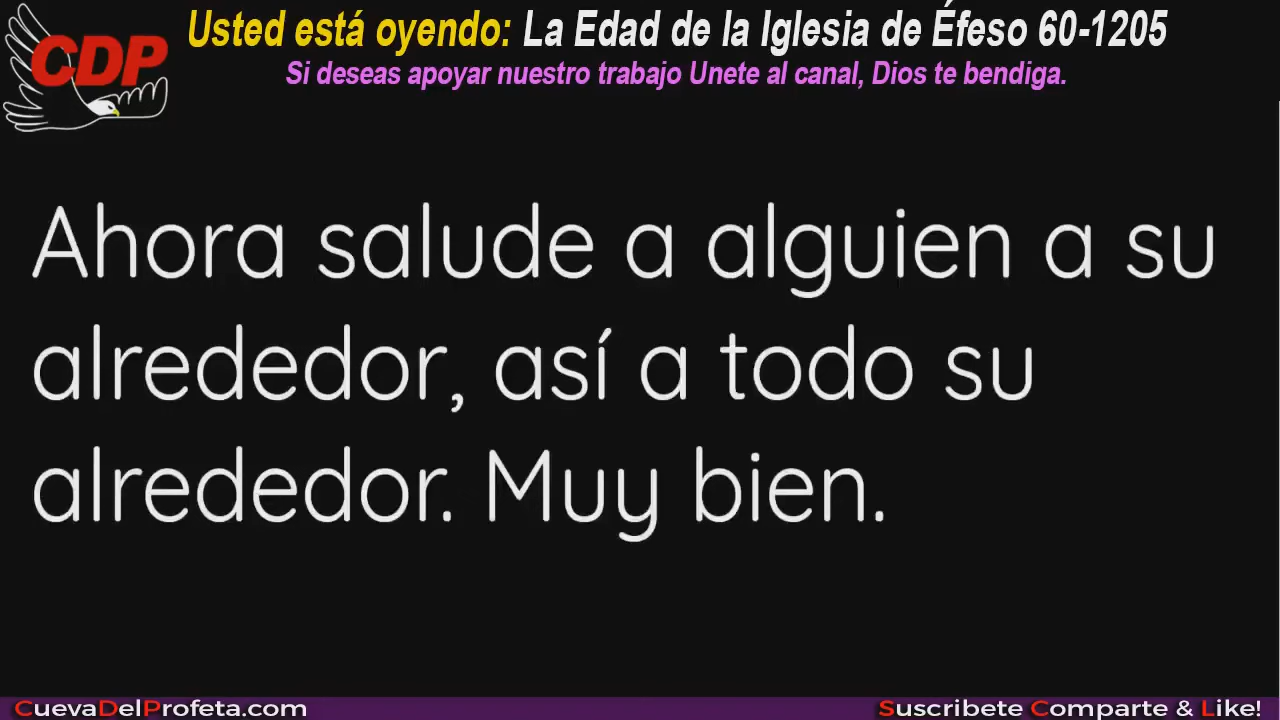 CDP
Usted está oyendo: La Edad de la Iglesia de Éfeso 60-1205
Si deseas apoyar nuestro trabajo Unete al canal, Dios te bendiga.
Ahora salude a alguien a su
alrededor, así a todo su
alrededor. Muy bien.
CuevaDelProfeta.com
Suscribete Comparte & Like!